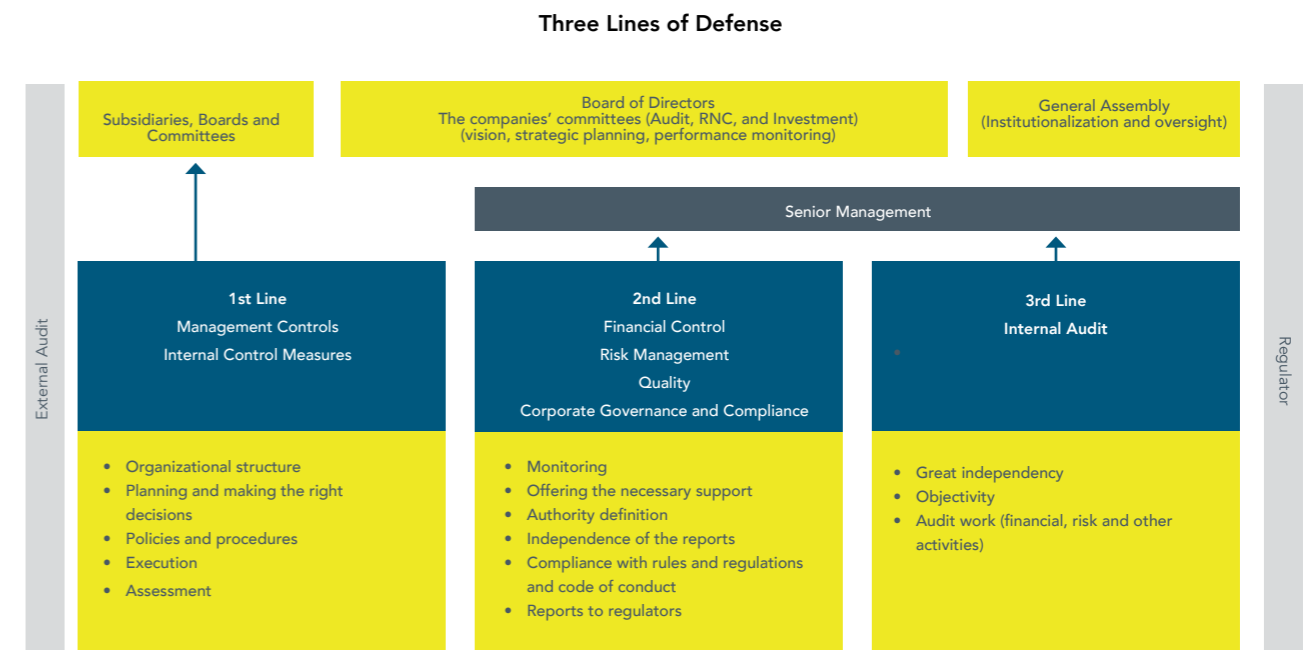 Three Lines of Defense
Subsidiaries, Boards and
Committees
Board of Directors
The companies' committees (Audit, RNC, and Investment)
(vision, strategic planning, performance monitoring)
General Assembly
(Institutionalization and oversight)
Senior Management
External Audit
1st Line
Management Controls
Internal Control Measures
2nd Line
Financial Control
Risk Management
Quality
Corporate Governance and Compliance
3rd Line
Internal Audit
Regulator
• Organizational structure
• Planning and making the right
decisions
• Policies and procedures
• Execution
• Assessment
• Monitoring
• Offering the necessary support
• Authority definition
• Independence of the reports
• Compliance with rules and regulations
and code of conduct
• Reports to regulators
• Great independency
• Objectivity
• Audit work (financial, risk and other
activities)